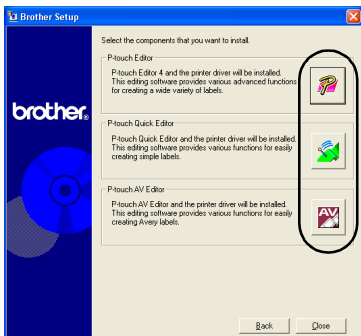 Brother Setup
Select the components that you want to install.
P-touch Editor
P-touch Editor 4 and the printer driver will be installed.
This editing software provides various advanced functions
for creating a wide variety of labels.
brother®
P-touch Quick Editor
P-touch Quick Editor and the printer driver will be installed.
This editing software provides various functions for easily
creating simple labels.
P-touch AV Editor
P-touch AV Editor and the printer driver will be installed.
This editing software provides various functions for easily
creating Avery labels.
AV
Back
Close